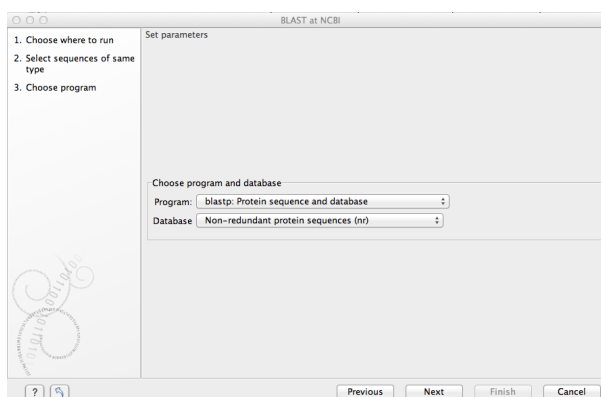 BLAST at NCBI
1. Choose where to run
2. Select sequences of same
type
3. Choose program
Set parameters
Choose program and database
Program: blastp: Protein sequence and database
Database Non-redundant protein sequences (nr)
? Previous Next Finish Cancel